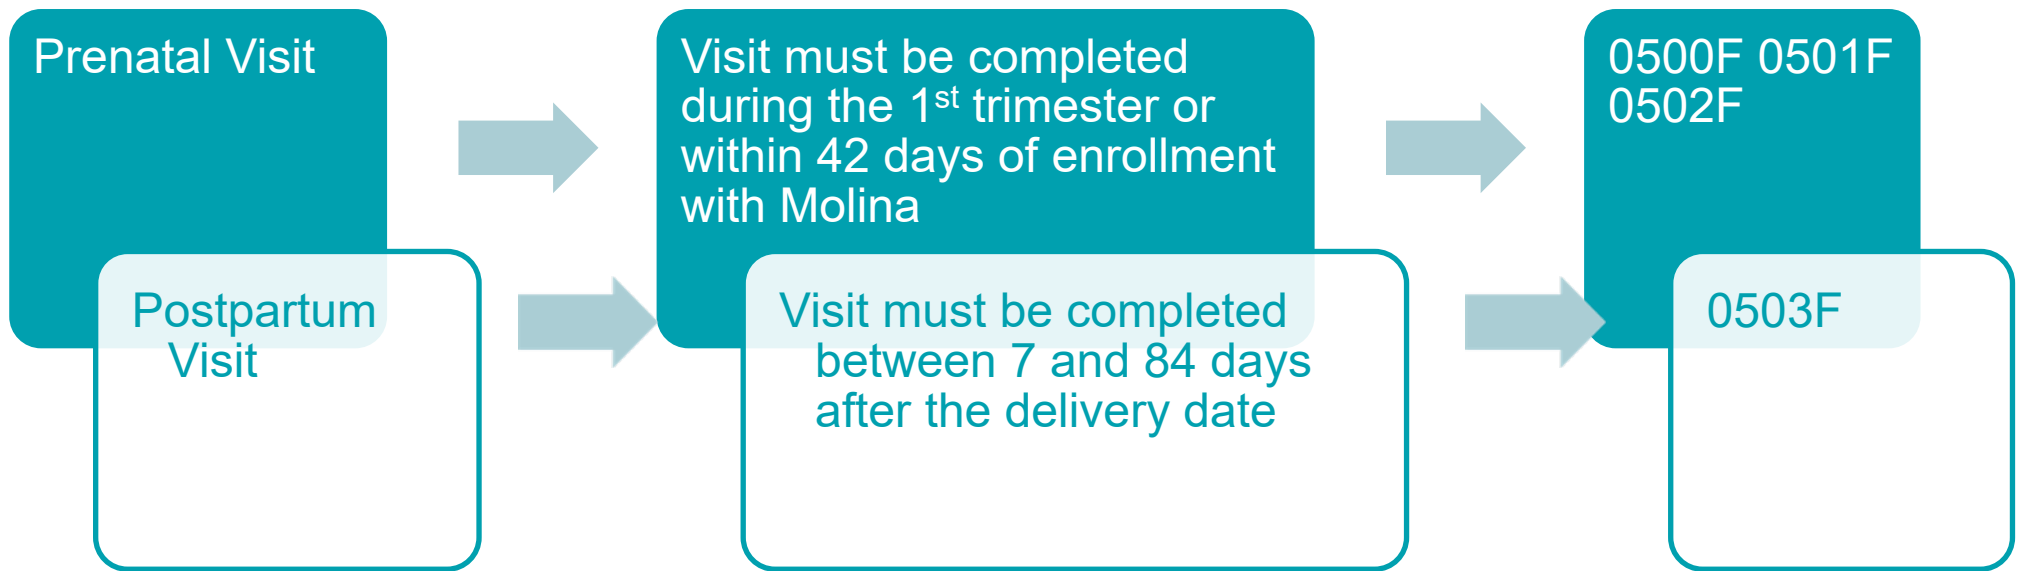 Prenatal Visit
Visit must be completed
during the 1st trimester or
within 42 days of enrollment
with Molina
0500F 0501F
0502F
Postpartum
Visit
Visit must be completed
between 7 and 84 days
after the delivery date
0503F